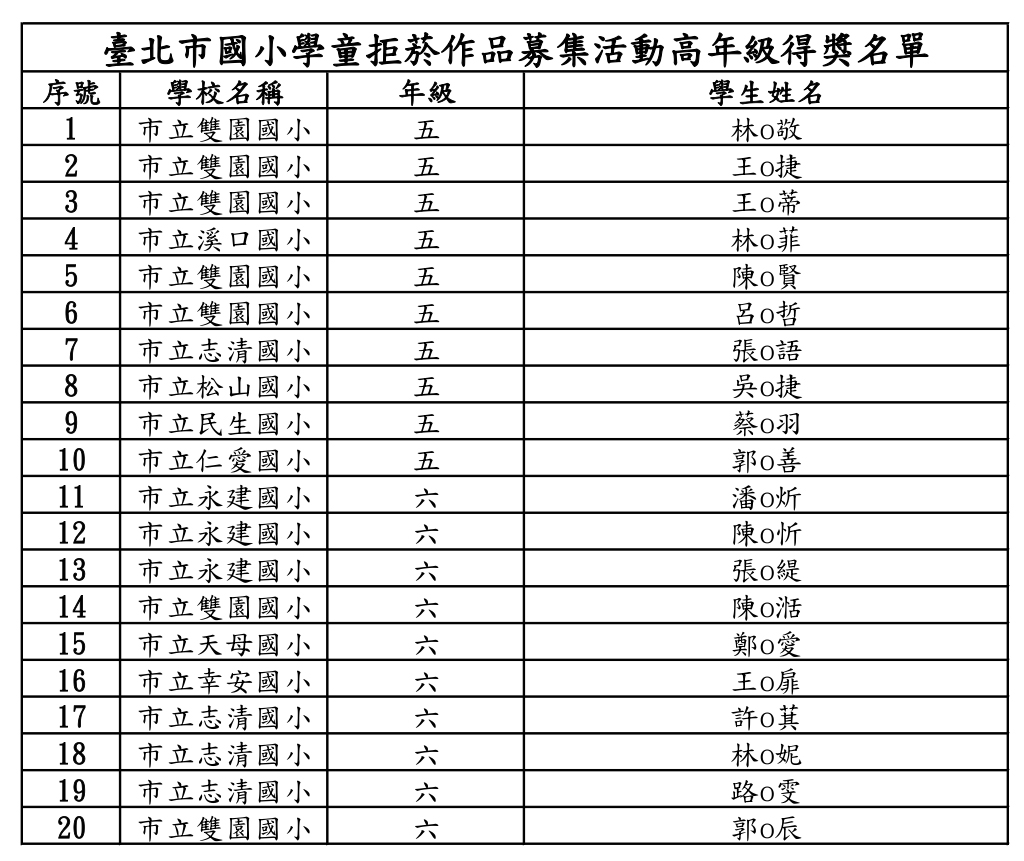 臺北市國小學童拒菸作品募集活動高年級得獎名單
序號 學校名稱 年級 學生姓名
1 市立雙園國小 五 林O敬
2 市立雙園國小 五 王O捷
3 市立雙園國小 五 王O蒂
4 市立溪口國小 五 林O菲
5 市立雙園國小 五 陳O賢
6 市立雙園國小 五 呂O哲
7 市立志清國小 五 張O語
8 市立松山國小 五 吳O捷
9 市立民生國小 五 蔡O羽
10 市立仁愛國小 五 郭O善
11 市立永建國小 六 潘O炘
12 市立永建國小 六 陳O忻
13 市立永建國小 六 張O緹
14 市立雙園國小 六 陳O湉
15 市立天母國小 六 鄭O愛
16 市立幸安國小 六 王O扉
17 市立志清國小 六 許O萁
18 市立志清國小 六 林O妮
19 市立志清國小 六 路O雯
20 市立雙園國小 六 郭O辰